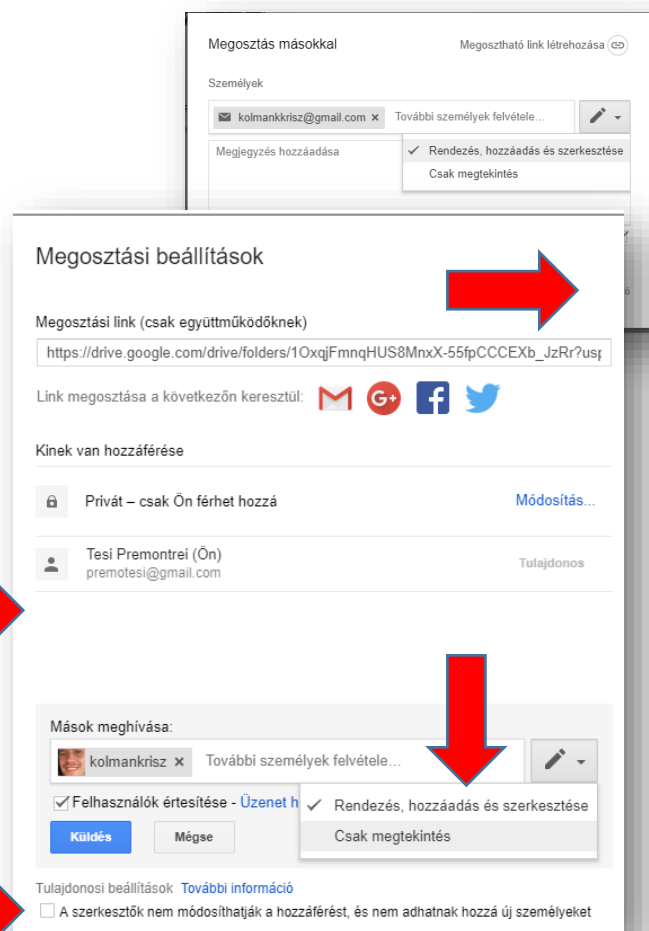 Megosztás másokkal
Megosztható link létrehozása
Személyek
kolmankkrisz@gmail.com × További személyek felvétele...
Megjegyzés hozzáadása
Rendezés, hozzáadás és szerkesztése
Csak megtekintés
Megosztási beállítások
Megosztási link (csak együttműködőknek)
https://drive.google.com/drive/folders/1OxqjFmnqHUS8MnxX-55fpCCCEXb_JzRr?usp
Link megosztása a következőn keresztül:
Kinek van hozzáférése
Privát – csak Ön férhet hozzá Módosítás...
Tesi Premontrei (Ön) Tulajdonos
premotesi@gmail.com
Mások meghívása:
kolmankrisz × További személyek felvétele...
Felhasználók értesítése - Üzenet h
Rendezés, hozzáadás és szerkesztése
Küldés Mégse
Csak megtekintés
Tulajdonosi beállítások További információ
A szerkesztők nem módosíthatják a hozzáférést, és nem adhatnak hozzá új személyeket